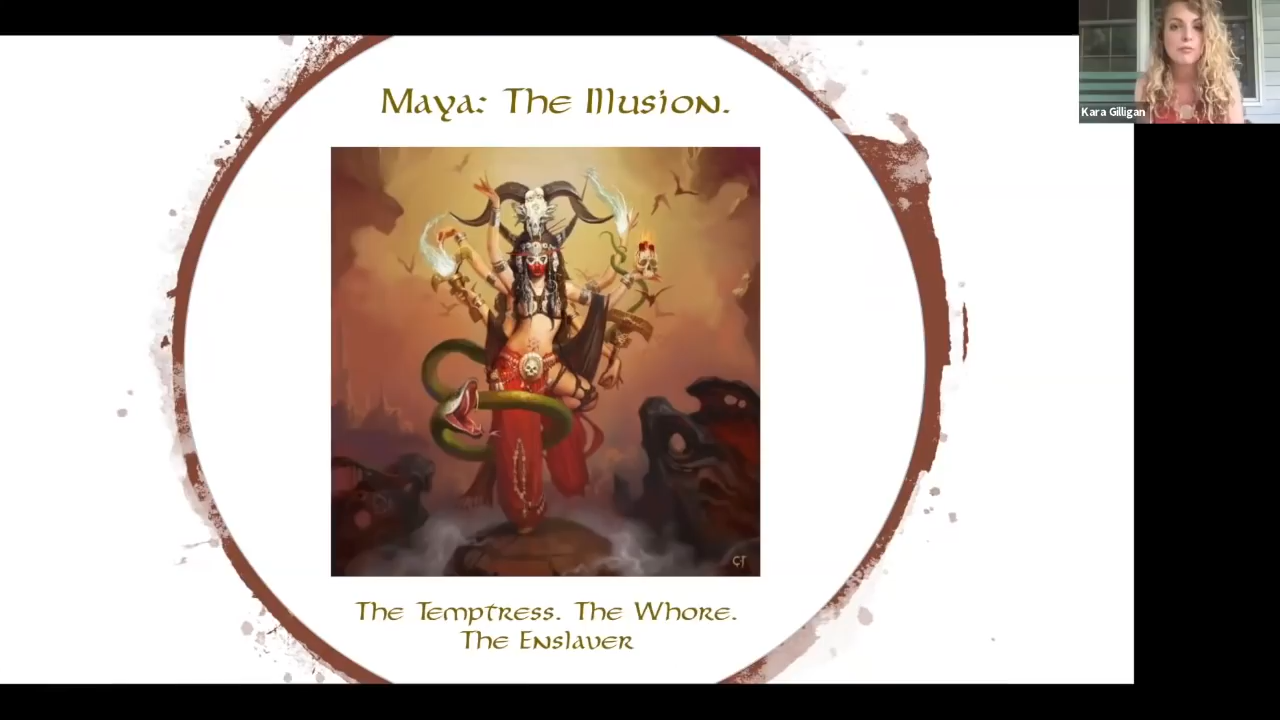 Maya: The Illusion.
Kara Gilligan
The Temptress. The Whore.
The Enslaver